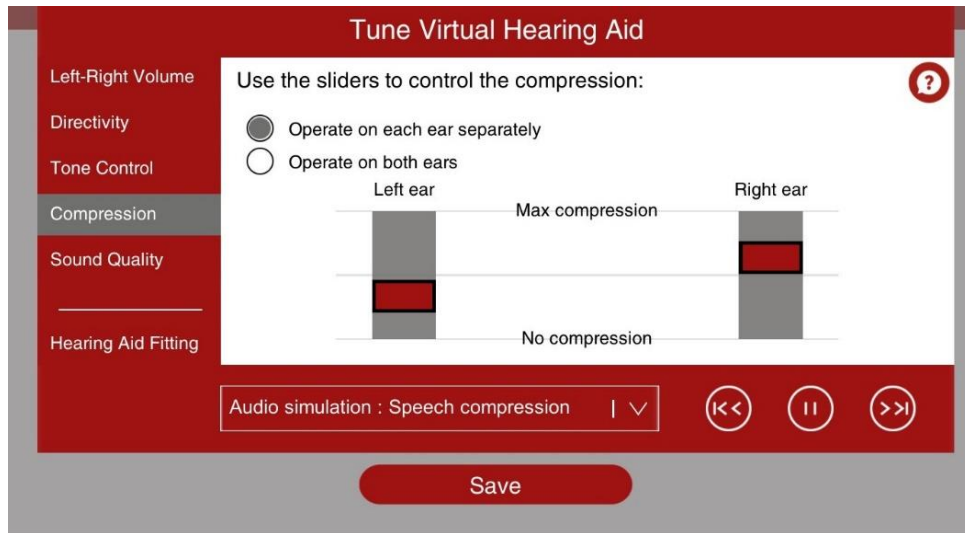 Tune Virtual Hearing Aid
Left-Right Volume
Directivity
Tone Control
Compression
Sound Quality
Hearing Aid Fitting
Use the sliders to control the compression:
?
Operate on each ear separately
Operate on both ears
Left ear
Right ear
Max compression
No compression
Audio simulation : Speech compression
Save